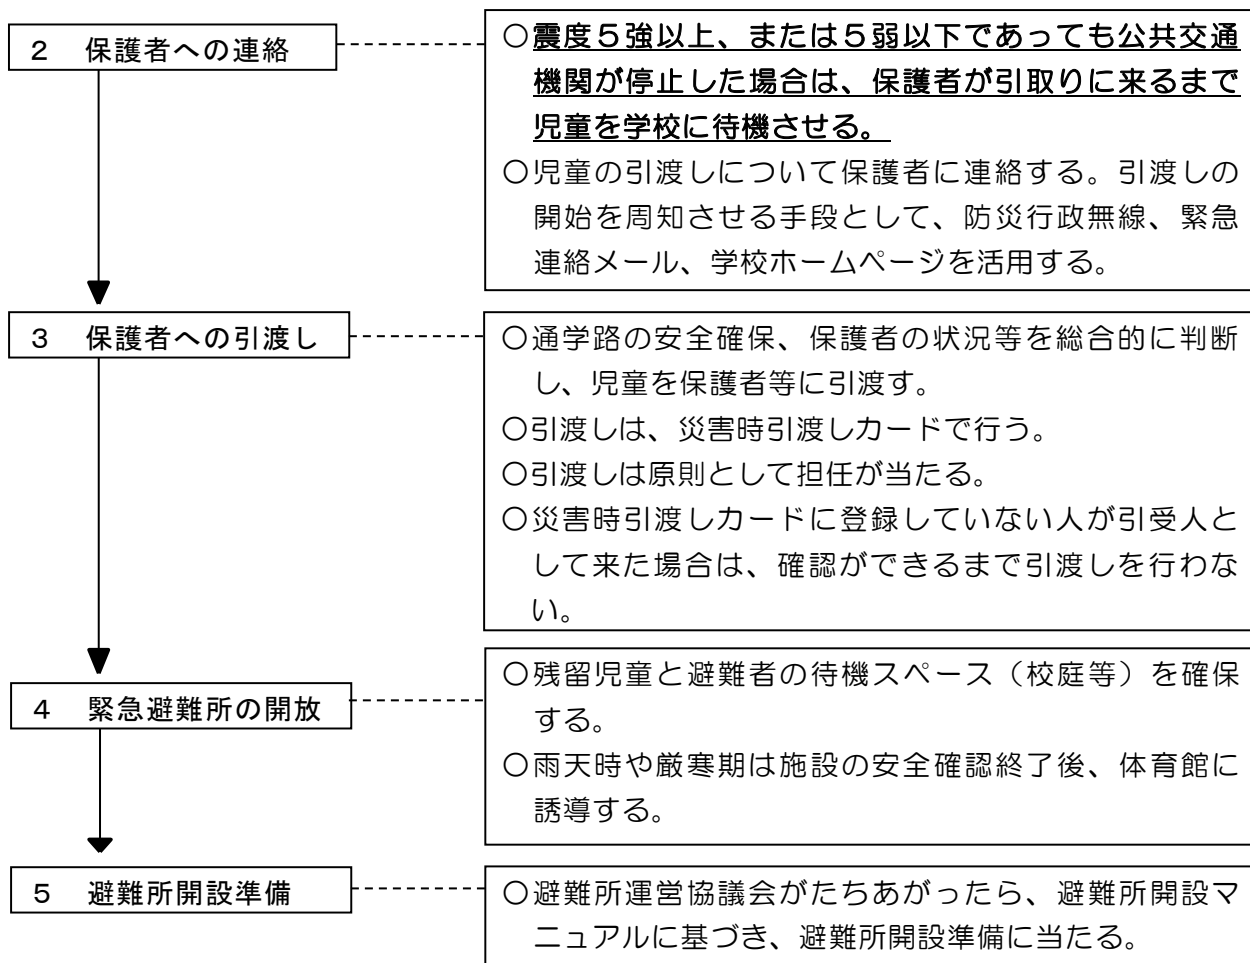 ２　保護者への連絡
○震度５強以上、または５弱以下であっても公共交通
機関が停止した場合は、保護者が引取りに来るまで
児童を学校に待機させる。
○児童の引渡しについて保護者に連絡する。引渡しの
開始を周知させる手段として、防災行政無線、緊急
連絡メール、学校ホームページを活用する。
３　保護者への引渡し
○通学路の安全確保、保護者の状況等を総合的に判断
し、児童を保護者等に引渡す。
○引渡しは、災害時引渡しカードで行う。
○引渡しは原則として担任が当たる。
○災害時引渡しカードに登録していない人が引受人と
して来た場合は、確認ができるまで引渡しを行わな
い。
４　緊急避難所の開放
○残留児童と避難者の待機スペース（校庭等）を確保
する。
○雨天時や厳寒期は施設の安全確認終了後、体育館に
誘導する。
５　避難所開設準備
○避難所運営協議会がたちあがったら、避難所開設マ
ニュアルに基づき、避難所開設準備に当たる。